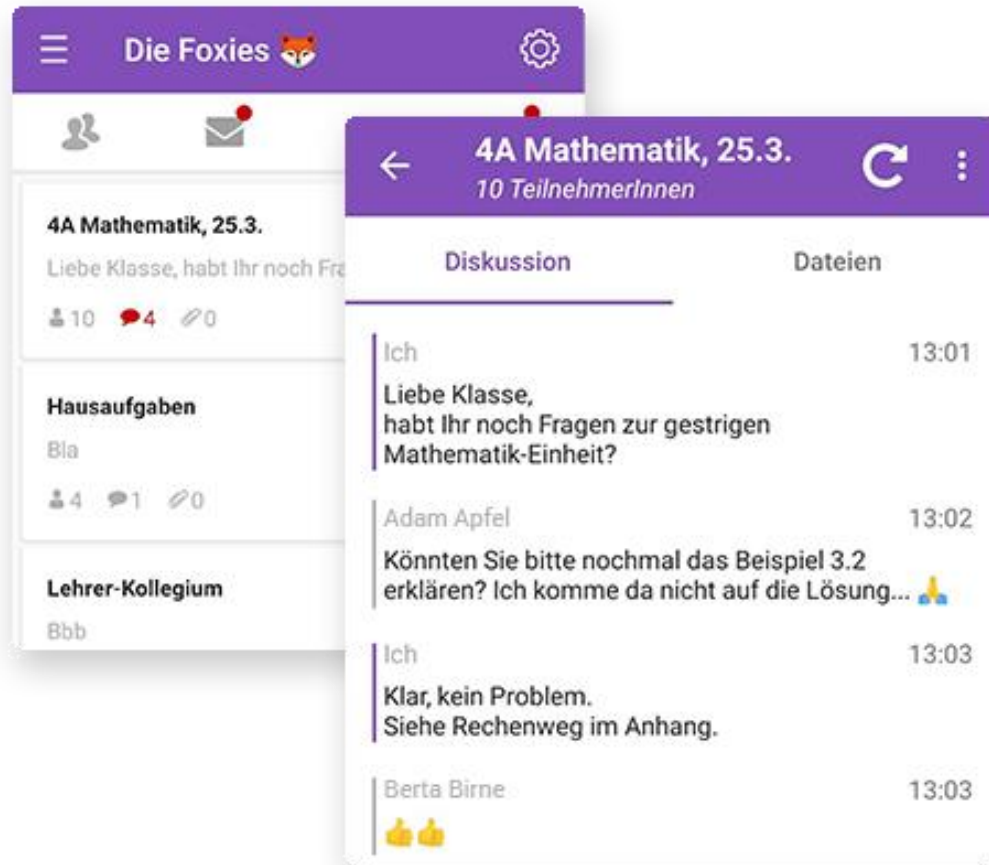 Die Foxies 🦊
4A Mathematik, 25.3.
Liebe Klasse, habt Ihr noch
10 4 0
Hausaufgaben
Bla
4 1 0
Lehrer-Kollegium
Bbb
4A Mathematik, 25.3.
10 TeilnehmerInnen
Diskussion Dateien
Ich 13:01
Liebe Klasse,
habt Ihr noch Fragen zur gestrigen
Mathematik-Einheit?
Adam Apfel 13:02
Könnten Sie bitte nochmal das Beispiel 3.2
erklären? Ich komme da nicht auf die Lösung... 🙏
Ich 13:03
Klar, kein Problem.
Siehe Rechenweg im Anhang.
Berta Birne 13:03
👍👍